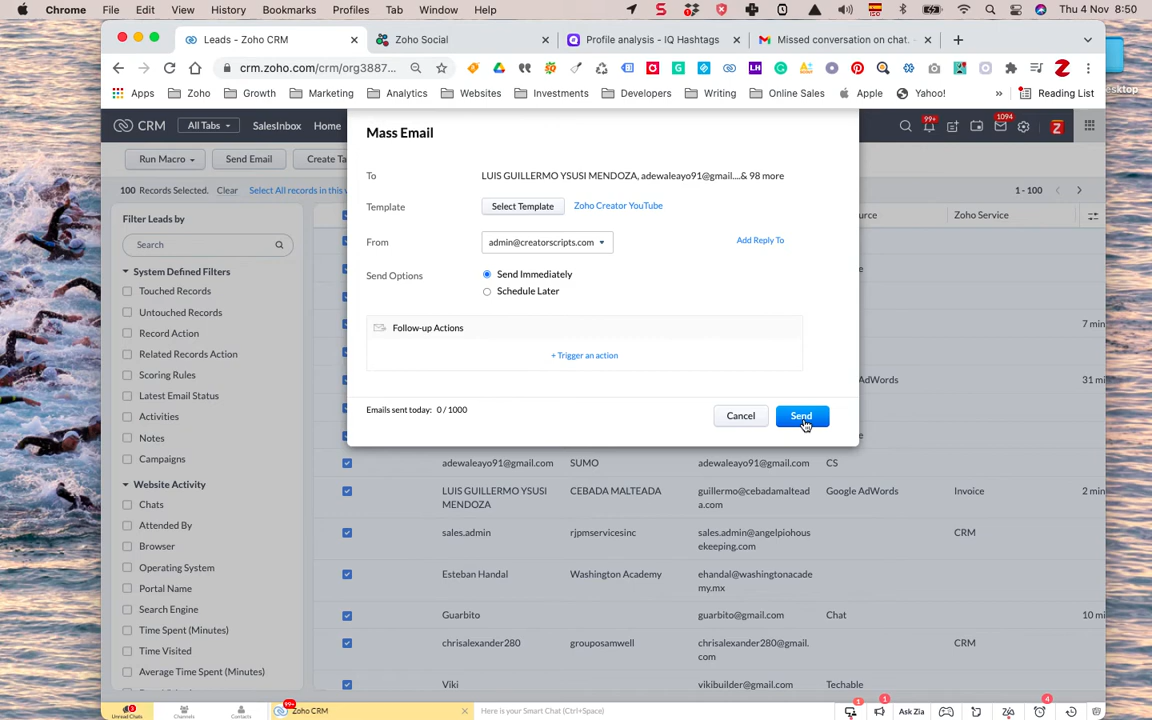 Chrome File Edit View History Bookmarks Profiles Tab Window Help Thu 4 Nov 8:50
Leads - Zoho CRM Zoho Social Profile analysis - IQ Hashtags Missed conversation on chat.
crm.zoho.com/crm/org3887...
Apps Zoho Growth Marketing Analytics Websites Investments Developers Writing Online Sales Apple Yahoo! » Reading List
CRM All Tabs SalesInbox Home 99+ 1094
Mass Email
Run Macro Send Email Create Ta
To LUIS GUILLERMO YSUSI MENDOZA, adewaleayo91@gmail....& 98 more
100 Records Selected. Clear Select All records in this v 1 - 100
Template Select Template Zoho Creator YouTube
Filter Leads by ource Zoho Service
From admin@creatorscripts.com Add Reply To
Search
System Defined Filters
Send Options Send Immediately
Touched Records Schedule Later
Untouched Records
Follow-up Actions 7 min
Record Action
Related Records Action + Trigger an action
Scoring Rules AdWords 31 mi
Latest Email Status
Emails sent today: 0 / 1000 Cancel Send
Activities
Notes
Campaigns adewaleayo91@gmail.com SUMO adewaleayo91@gmail.com CS
Website Activity
LUIS GUILLERMO YSUSI MENDOZA CEBADA MALTEADA guillermo@cebadamaltead a.com Google AdWords Invoice 2 min
Chats
Attended By
sales.admin rjpmservicesinc sales.admin@angelpiohous ekeeping.com CRM
Browser
Operating System
Esteban Handal Washington Academy ehandal@washingtonacade my.mx
Portal Name
Search Engine
Guarbito guarbito@gmail.com Chat 10 mi
Time Spent (Minutes)
chrisalexander280 grouposamwell chrisalexander280@gmail. com CRM
Time Visited
Average Time Spent (Minutes)
Viki vikibuilder@gmail.com Techable
Unread Chats Channels Contacts 99+ Zoho CRM Here is your Smart Chat (Ctrl+Space) 1 1 Ask Zia 4